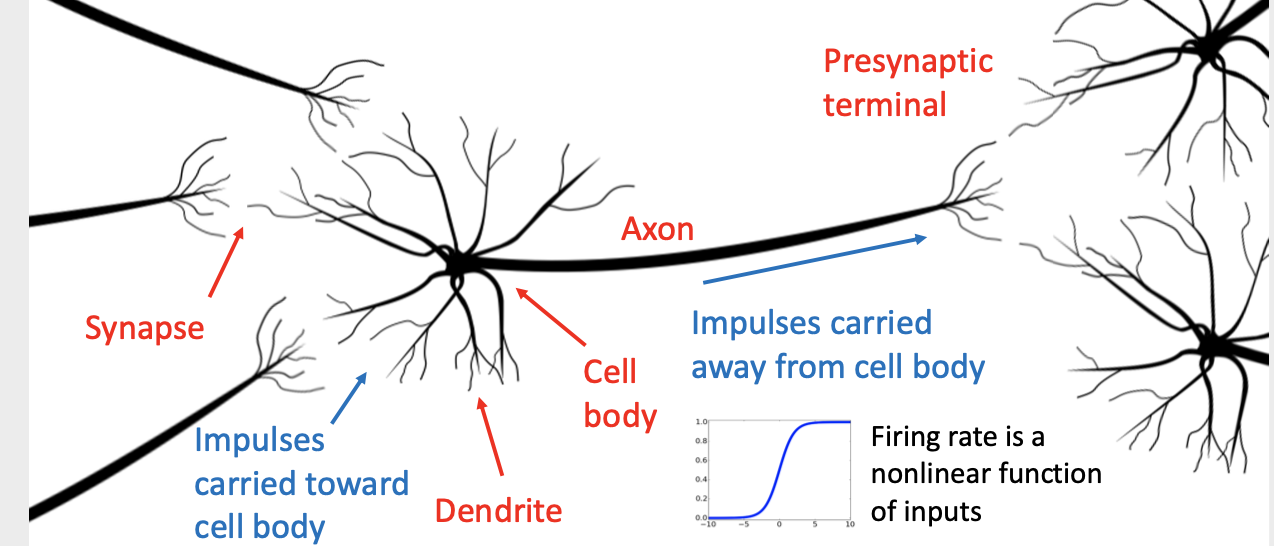 Presynaptic
terminal
Axon
Synapse
Impulses carried
away from cell body
Cell
body
Impulses
carried toward
cell body
Dendrite
1.0
0.8
0.6
0.4
0.2
0.0
−10 −5 0 5 10
Firing rate is a
nonlinear function
of inputs